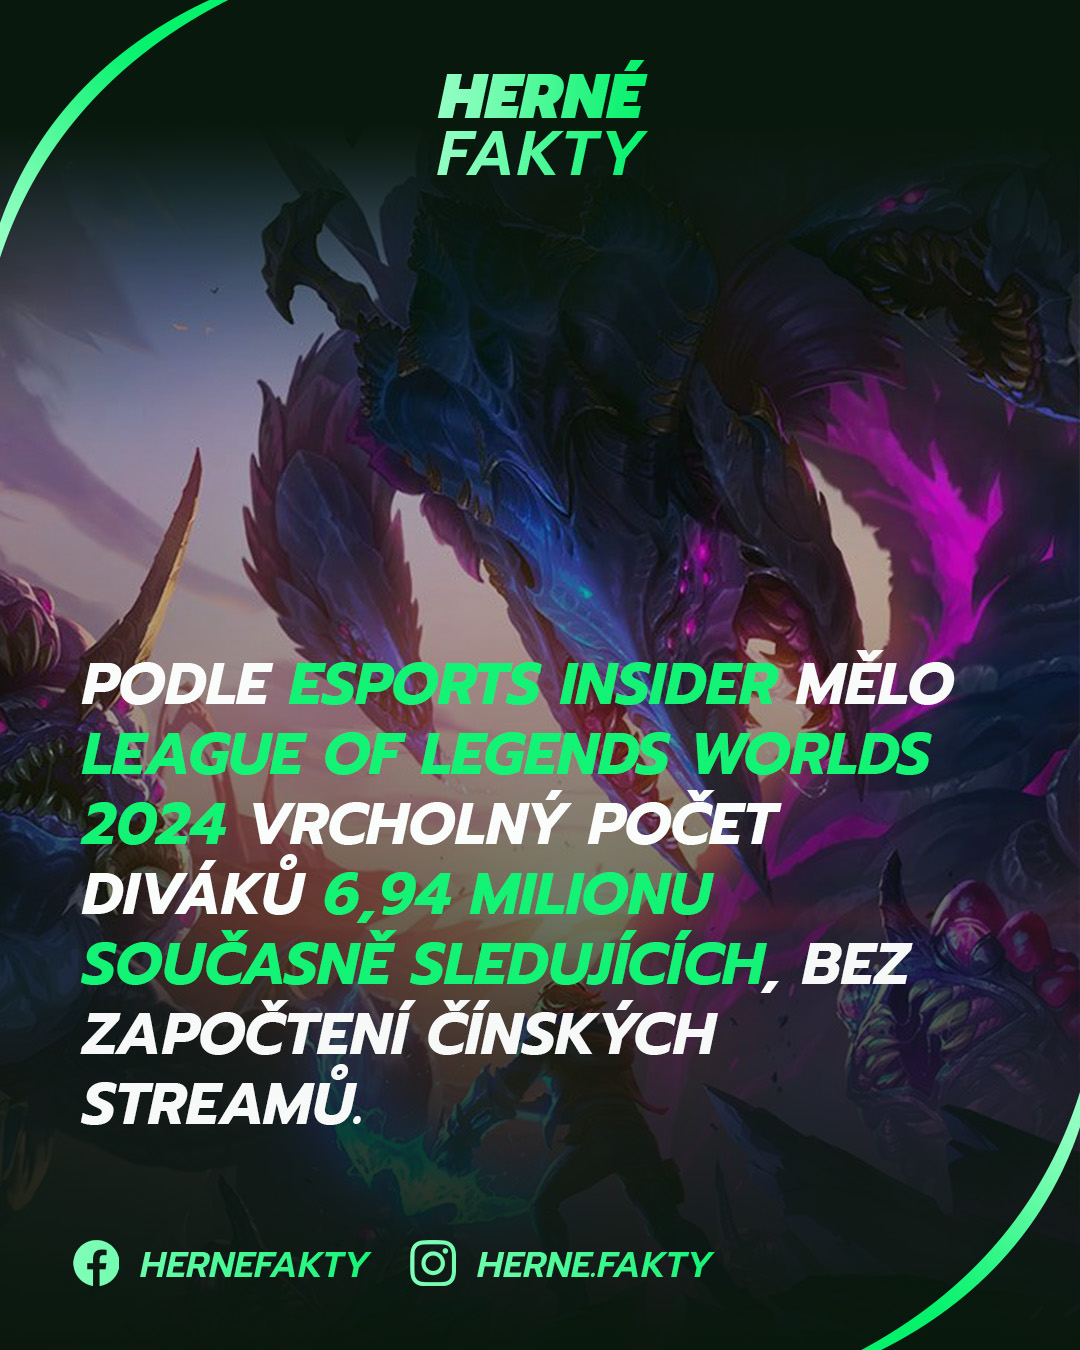 HERNÉ
FAKTY
PODLE ESPORTS INSIDER MĚLO
LEAGUE OF LEGENDS WORLDS
2024 VRCHOLNÝ POČET
DIVÁKŮ 6,94 MILIONU
SOUČASNĚ SLEDUJÍCÍCH, BEZ
ZAPOČTENÍ ČÍNSKÝCH
STREAMŮ.
HERNEFAKTY HERNE.FAKTY